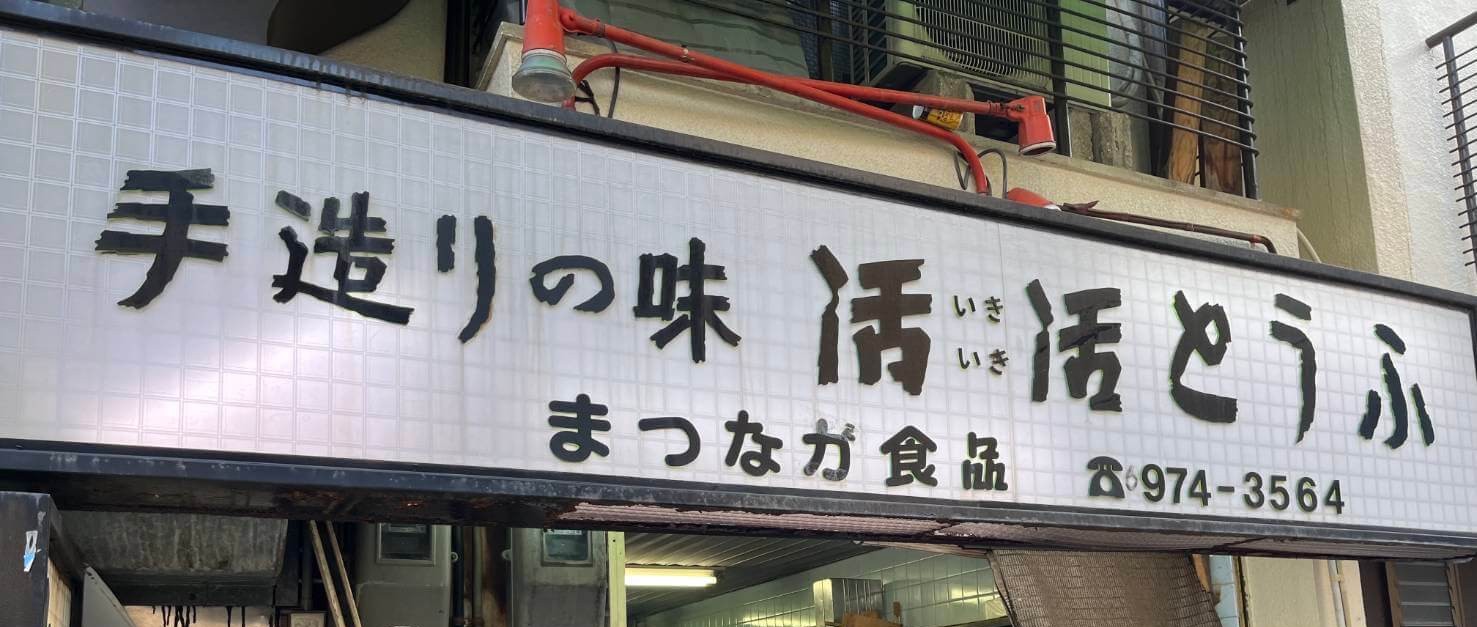 手造りの味 活活とうふ
いき
いき
まつなが食品 ☎6974-3564